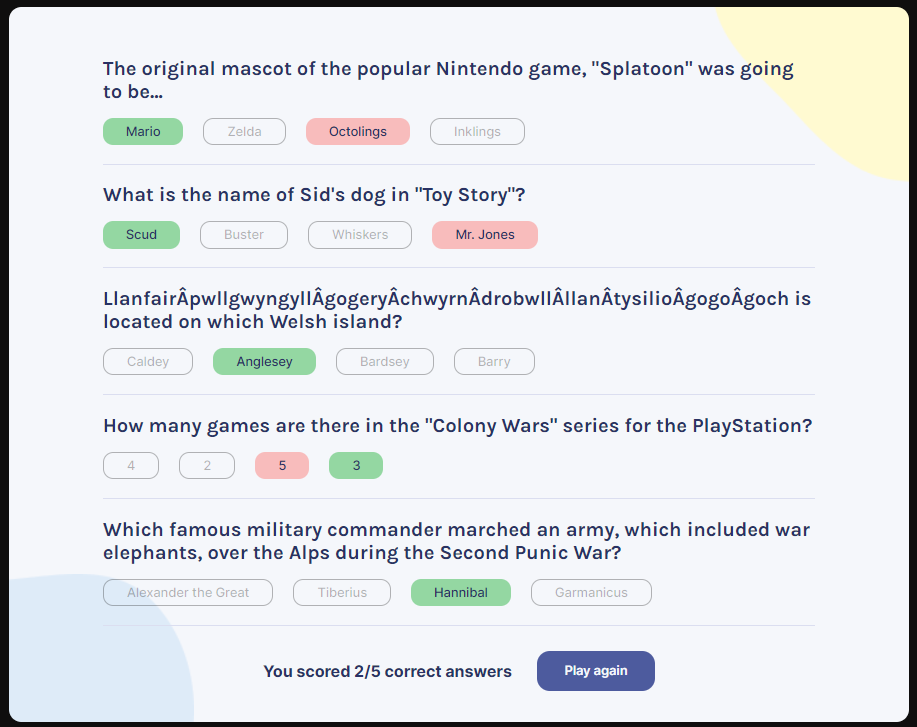 The original mascot of the popular Nintendo game, "Splatoon" was going
to be...
Mario Zelda Octolings Inklings
What is the name of Sid's dog in "Toy Story"?
Scud Buster Whiskers Mr. Jones
LlanfairÂpwllgwyngyllÂgogeryÂchwyrnÂdrobwllÂllanÂtysilioÂgogoÂgoch is
located on which Welsh island?
Caldey Anglesey Bardsey Barry
How many games are there in the "Colony Wars" series for the PlayStation?
4 2 5 3
Which famous military commander marched an army, which included war
elephants, over the Alps during the Second Punic War?
Alexander the Great Tiberius Hannibal Garmanicus
You scored 2/5 correct answers Play again